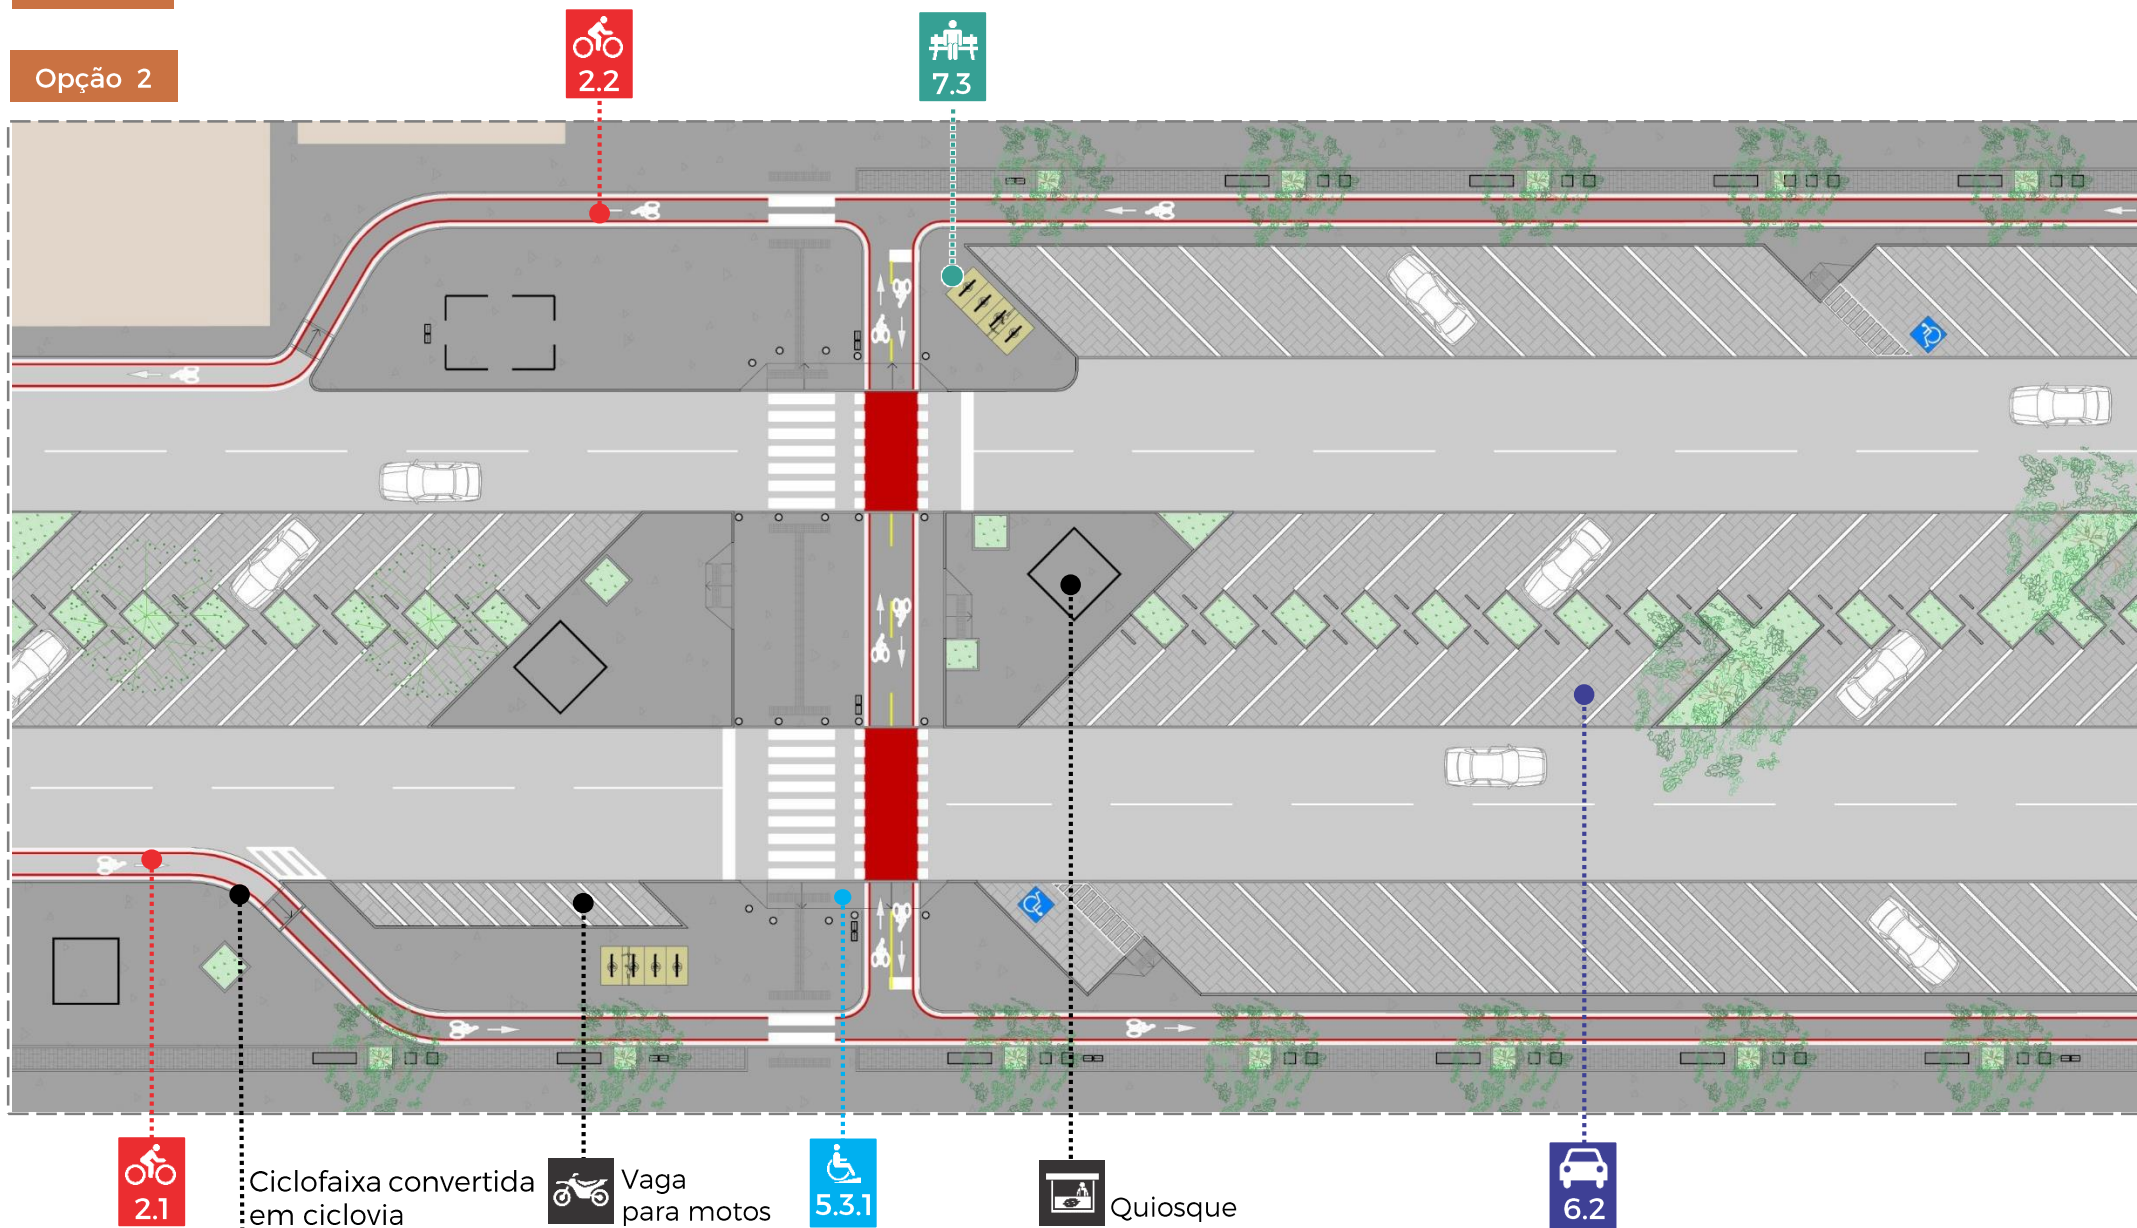 Opção 2
2.2
7.3
2.1
Ciclofaixa convertida
em ciclovia
Vaga
para motos
5.3.1
Quiosque
6.2